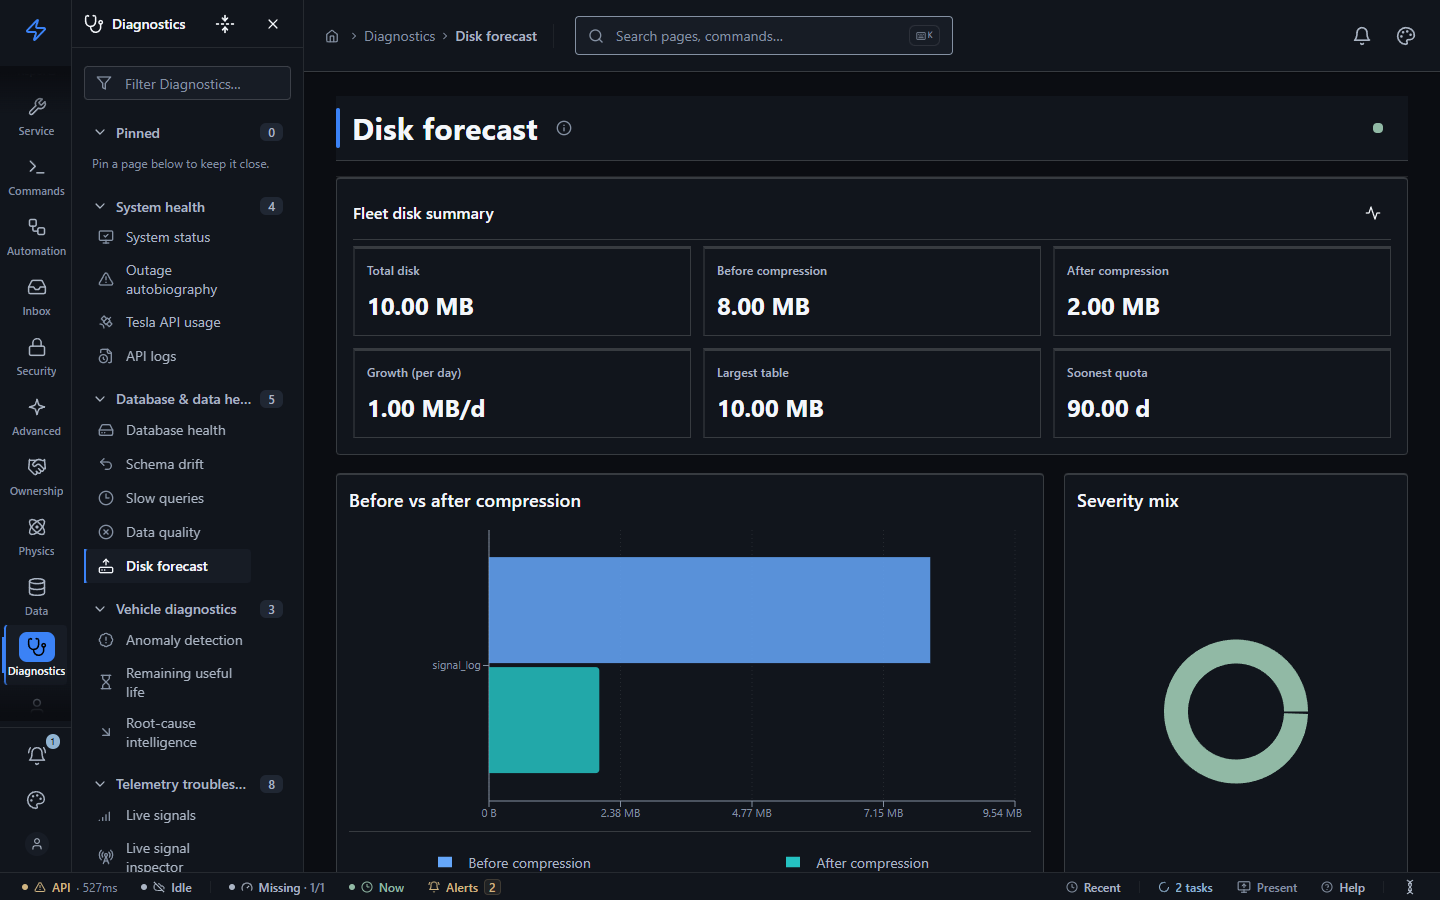 Diagnostics
Diagnostics
Disk forecast
Search pages, commands...
K
Filter Diagnostics...
Service
Commands
Automation
Inbox
Security
Advanced
Ownership
Physics
Data
Diagnostics
1
Pinned
0
Pin a page below to keep it close.
System health
4
System status
Outage
autobiography
Tesla API usage
API logs
Database & data he...
5
Database health
Schema drift
Slow queries
Data quality
Disk forecast
Vehicle diagnostics
3
Anomaly detection
Remaining useful
life
Root-cause
intelligence
Telemetry troubles...
8
Live signals
Live signal
inspector
Disk forecast
Fleet disk summary
Total disk
10.00 MB
Before compression
8.00 MB
After compression
2.00 MB
Growth (per day)
1.00 MB/d
Largest table
10.00 MB
Soonest quota
90.00 d
Before vs after compression
signal_log
0 B
2.38 MB
4.77 MB
7.15 MB
9.54 MB
Before compression
After compression
Severity mix
API · 527ms
Idle
Missing · 1/1
Now
Alerts 2
Recent
2 tasks
Present
Help